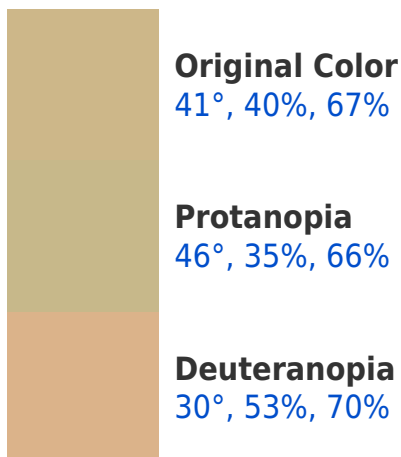 Original Color
41°, 40%, 67%
Protanopia
46°, 35%, 66%
Deuteranopia
30°, 53%, 70%